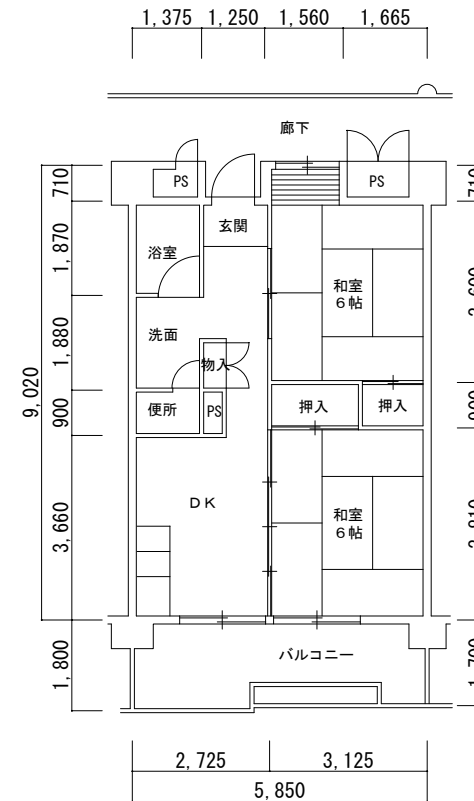 1,375 1,250 1,560 1,665
廊下
PS PS
710
玄関
1,870
浴室
和室
6帖
1,880
洗面
物入
9,020
900
便所 PS 押入 押入
3,660
DK
和室
6帖
1,800
バルコニー
2,725 3,125
5,850